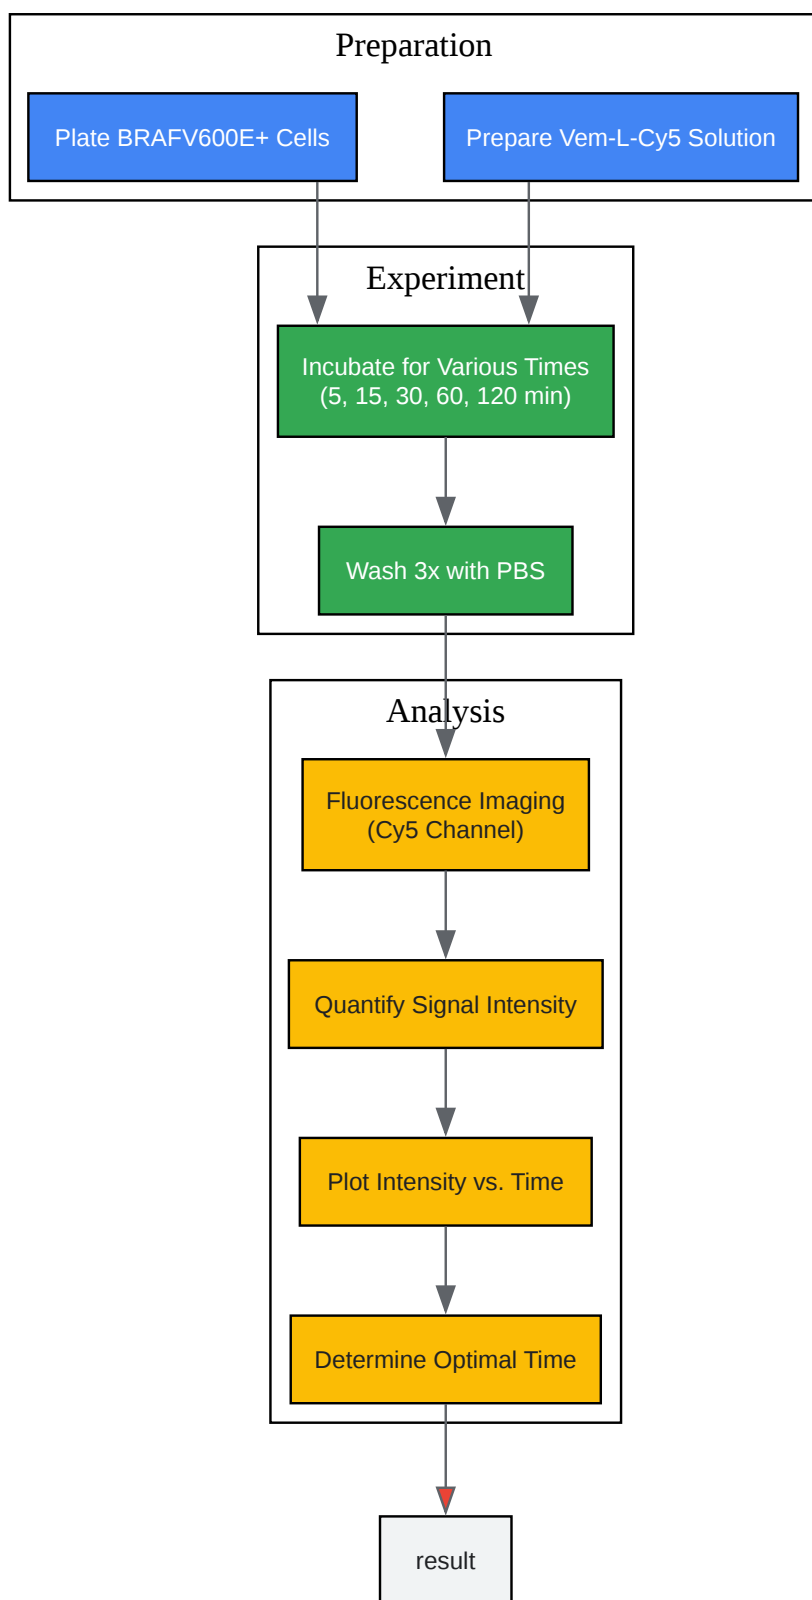 Preparation
Plate BRAFV600E+ Cells
Prepare Vem-L-Cy5 Solution
Experiment
Incubate for Various Times
(5, 15, 30, 60, 120 min)
Wash 3x with PBS
Analysis
Fluorescence Imaging
(Cy5 Channel)
Quantify Signal Intensity
Plot Intensity vs. Time
Determine Optimal Time
result